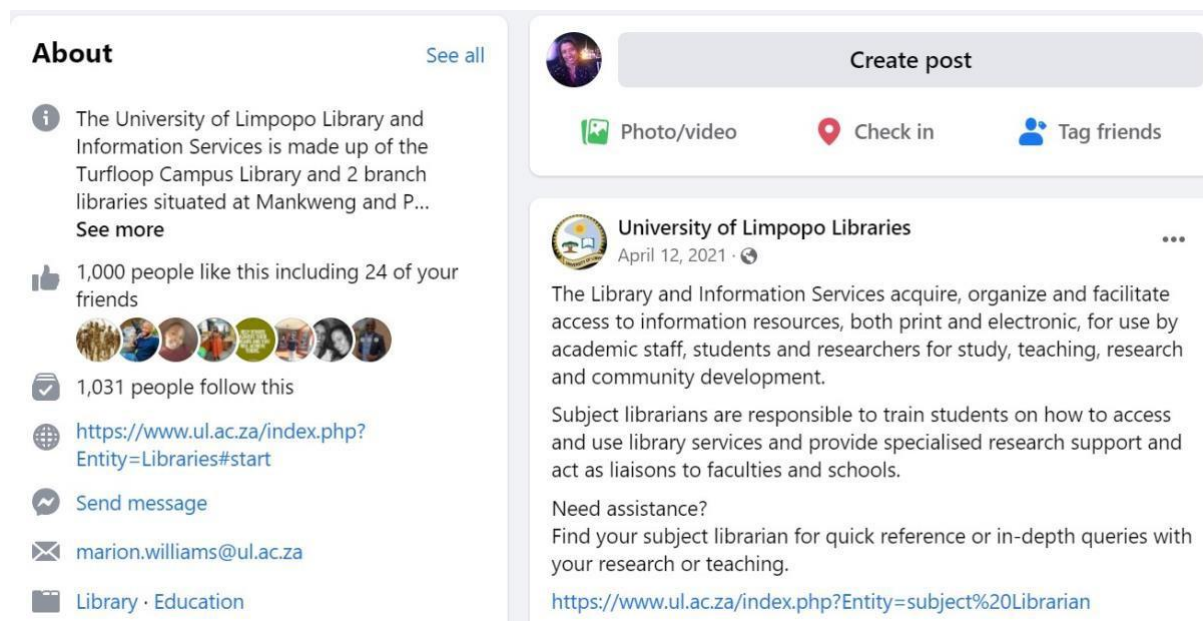 About
See all
The University of Limpopo Library and
Information Services is made up of the
Turfloop Campus Library and 2 branch
libraries situated at Mankweng and P...
See more
1,000 people like this including 24 of your
friends
1,031 people follow this
https://www.ul.ac.za/index.php?
Entity=Libraries#start
Send message
marion.williams@ul.ac.za
Library · Education
Create post
Photo/video
Check in
Tag friends
University of Limpopo Libraries
April 12, 2021 ·
The Library and Information Services acquire, organize and facilitate
access to information resources, both print and electronic, for use by
academic staff, students and researchers for study, teaching, research
and community development.
Subject librarians are responsible to train students on how to access
and use library services and provide specialised research support and
act as liaisons to faculties and schools.
Need assistance?
Find your subject librarian for quick reference or in-depth queries with
your research or teaching.
https://www.ul.ac.za/index.php?Entity=subject%20Librarian